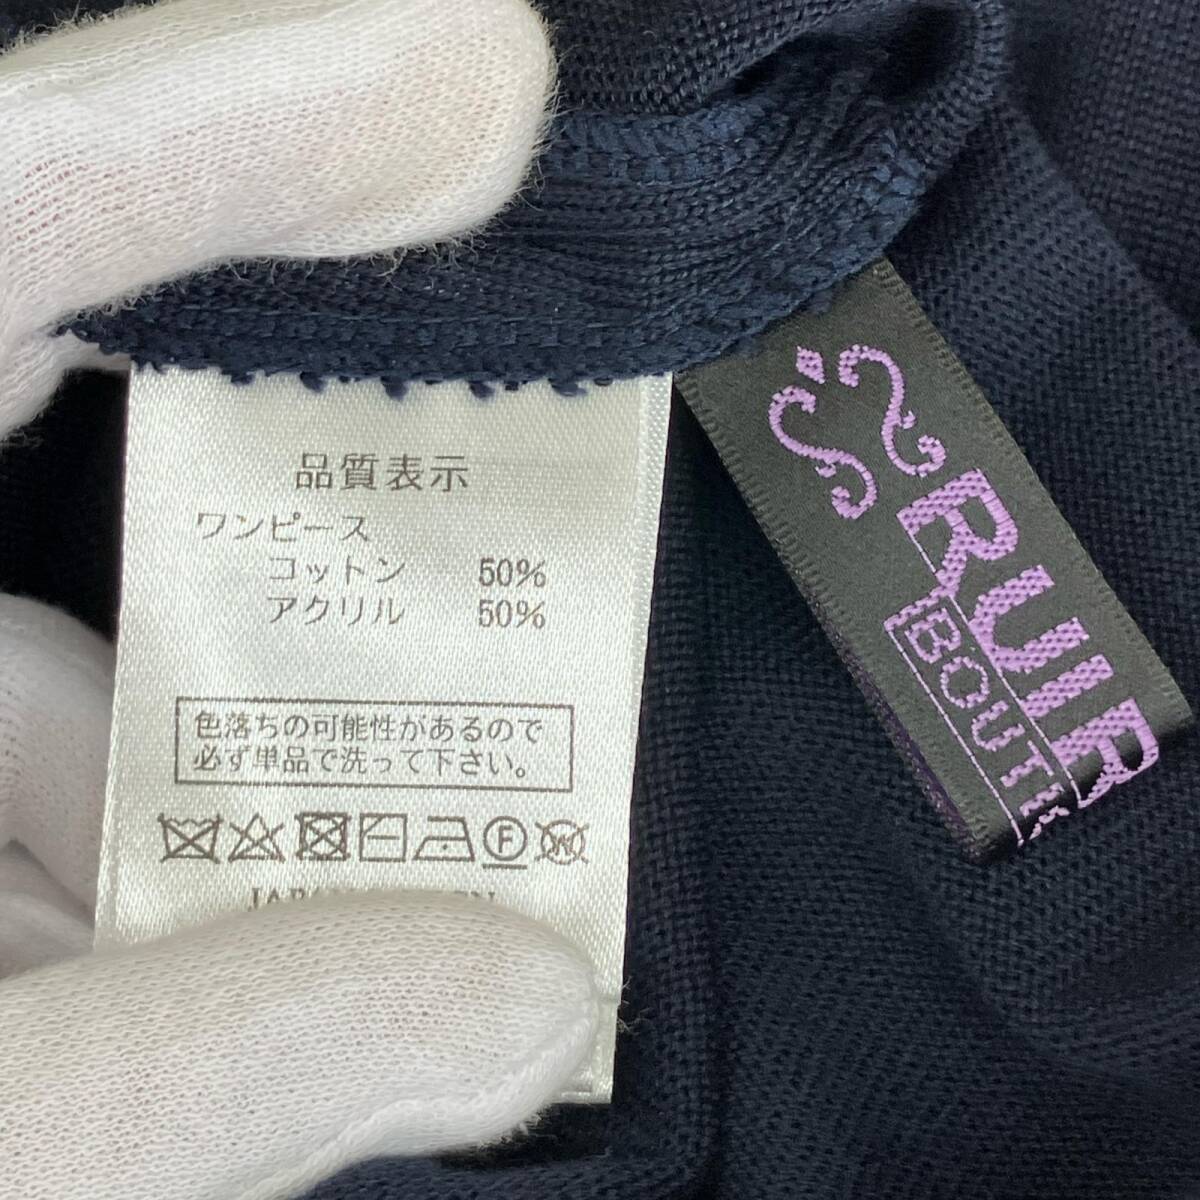 品質表示
ワンピース
コットン 50%
アクリル 50%
色落ちの可能性があるので
必ず単品で洗って下さい。
F
W
RUIR
BOUTI